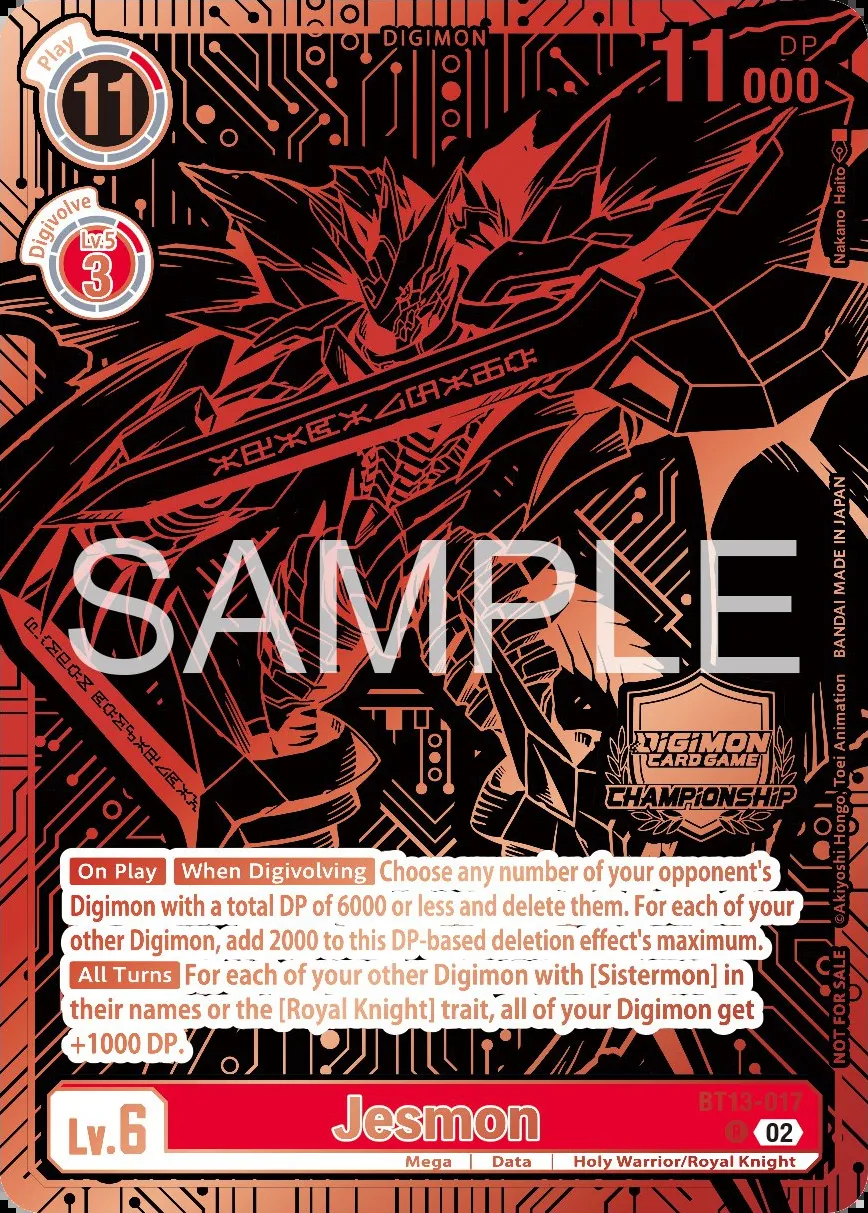 Play
11
DIGIMON
11
DP
000
Digivolve
Lv.5
3
Nakano Haito
SAMPLE
DIGIMON
CARD GAME
CHAMPIONSHIP
©Akiyoshi Hongo, Toei Animation BANDAI MADE IN JAPAN
NOT FOR SALE
On Play When Digivolving Choose any number of your opponent's
Digimon with a total DP of 6000 or less and delete them. For each of your
other Digimon, add 2000 to this DP-based deletion effect's maximum.
All Turns For each of your other Digimon with [Sistermon] in
their names or the [Royal Knight] trait, all of your Digimon get
+1000 DP.
Lv.6
Jesmon
BT13-017
02
Mega | Data | Holy Warrior/Royal Knight